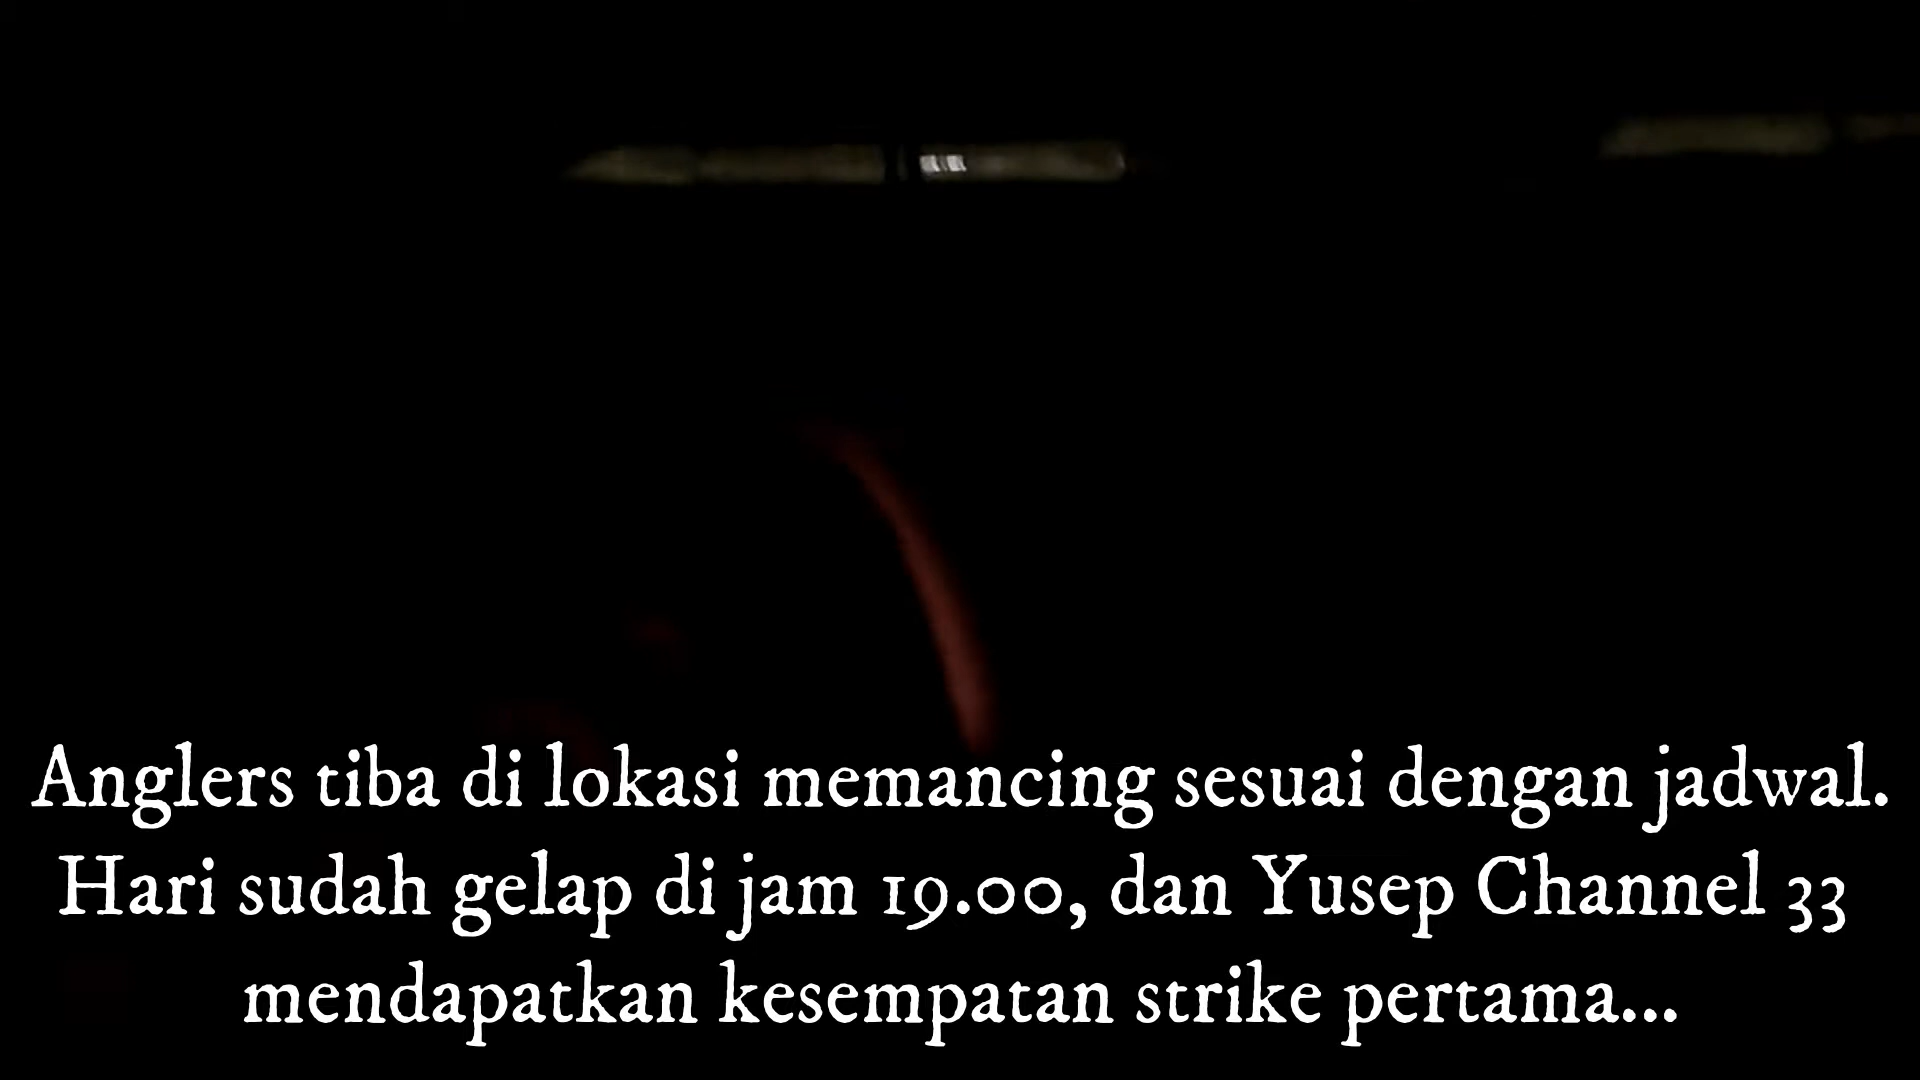 Anglers tiba di lokasi memancing sesuai dengan jadwal.
Hari sudah gelap di jam 19.00, dan Yusep Channel 33
mendapatkan kesempatan strike pertama...